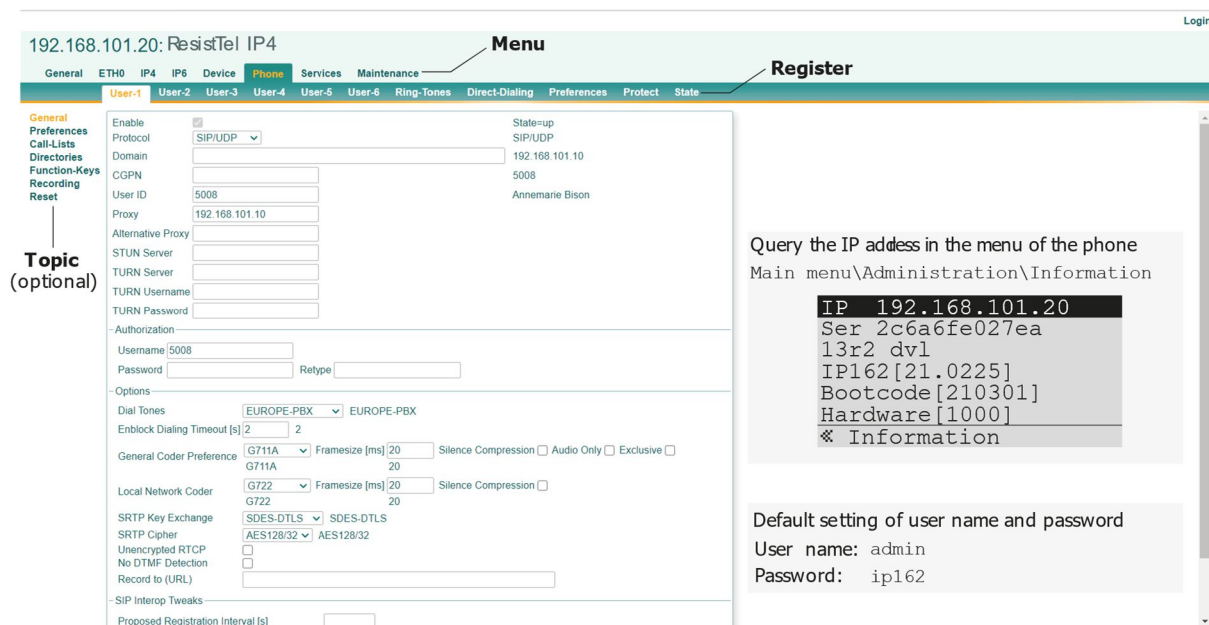 Login
192.168.101.20: ResistTel IP4
Menu
General ETH0 IP4 IP6 Device Phone Services Maintenance
Register
User-1 User-2 User-3 User-4 User-5 User-6 Ring-Tones Direct-Dialing Preferences Protect State
General
Preferences
Call-Lists
Directories
Function-Keys
Recording
Reset
Topic
(optional)
Enable State=up
Protocol SIP/UDP SIP/UDP
Domain 192.168.101.10
CGPN 5008
User ID 5008 Annemarie Bison
Proxy 192.168.101.10
Alternative Proxy
STUN Server
TURN Server
TURN Username
TURN Password
Authorization
Username 5008
Password Retype
Options
Dial Tones EUROPE-PBX EUROPE-PBX
Enblock Dialing Timeout [s] 2 2
General Coder Preference G711A Framesize [ms] 20 Silence Compression Audio Only Exclusive
G711A 20
Local Network Coder G722 Framesize [ms] 20 Silence Compression
G722 20
SRTP Key Exchange SDES-DTLS SDES-DTLS
SRTP Cipher AES128/32 AES128/32
Unencrypted RTCP
No DTMF Detection
Record to (URL)
SIP Interop Tweaks
Proposed Registration Interval [s]
Query the IP address in the menu of the phone
Main menu\Administration\Information
IP 192.168.101.20
Ser 2c6a6fe027ea
13r2 dvl
IP162[21.0225]
Bootcode[210301]
Hardware[1000]
« Information
Default setting of user name and password
User name: admin
Password: ip162